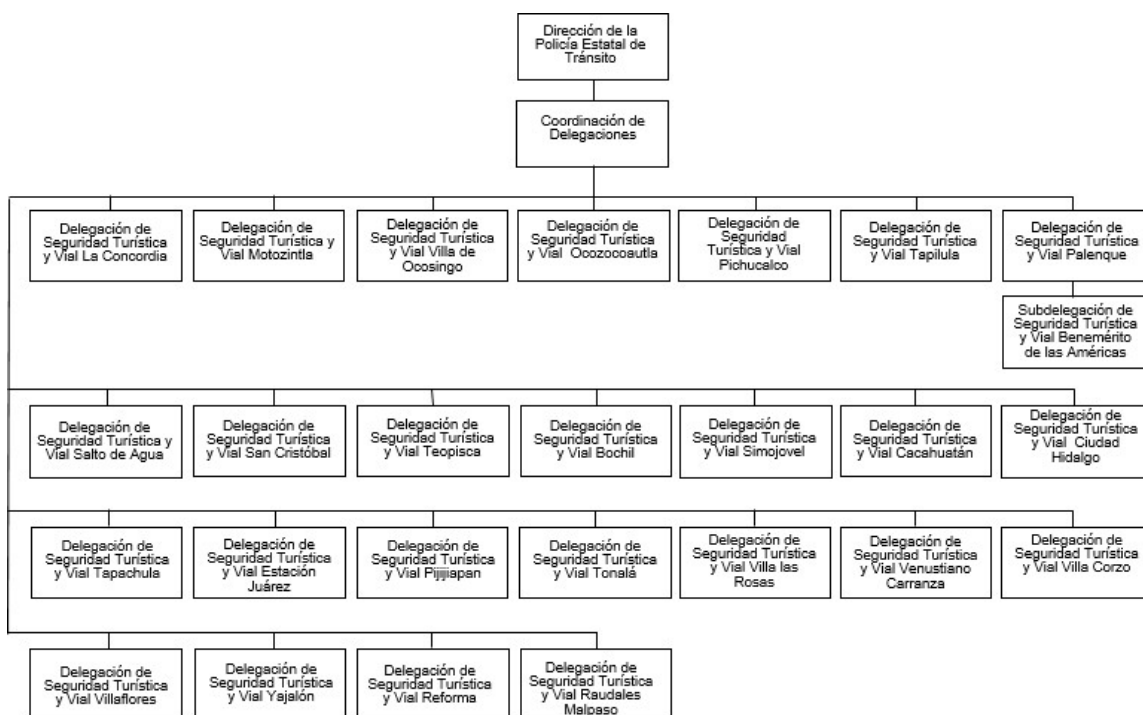 Dirección de la
Policía Estatal de
Tránsito
Coordinación de
Delegaciones
Delegación de
Seguridad Turística
y Vial La Concordia
Delegación de
Seguridad Turística y
Vial Motozintla
Delegación de
Seguridad Turística
y Vial Villa de
Ocosingo
Delegación de
Seguridad Turística
y Vial Ocozocoautla
Delegación de
Seguridad
Turística y Vial
Pichucalco
Delegación de
Seguridad Turística
y Vial Tapilula
Delegación de
Seguridad Turística
y Vial Palenque
Subdelegación de
Seguridad Turística
y Vial Benemérito
de las Américas
Delegación de
Seguridad Turística y
Vial Salto de Agua
Delegación de
Seguridad Turística
y Vial San Cristóbal
Delegación de
Seguridad Turística
y Vial Teopisca
Delegación de
Seguridad Turística
y Vial Bochil
Delegación de
Seguridad Turística
y Vial Simojovel
Delegación de
Seguridad Turística
y Vial Cacahuatán
Delegación de
Seguridad Turística
y Vial Ciudad
Hidalgo
Delegación de
Seguridad Turística
y Vial Tapachula
Delegación de
Seguridad Turística
y Vial Estación
Juárez
Delegación de
Seguridad Turística
y Vial Pijijiapan
Delegación de
Seguridad Turística
y Vial Tonalá
Delegación de
Seguridad Turística
y Vial Villa las
Rosas
Delegación de
Seguridad Turística
y Vial Venustiano
Carranza
Delegación de
Seguridad Turística
y Vial Villa Corzo
Delegación de
Seguridad Turística
y Vial Villaflores
Delegación de
Seguridad Turística
y Vial Yajalón
Delegación de
Seguridad Turística
y Vial Reforma
Delegación de
Seguridad Turística
y Vial Raudales
Malpaso